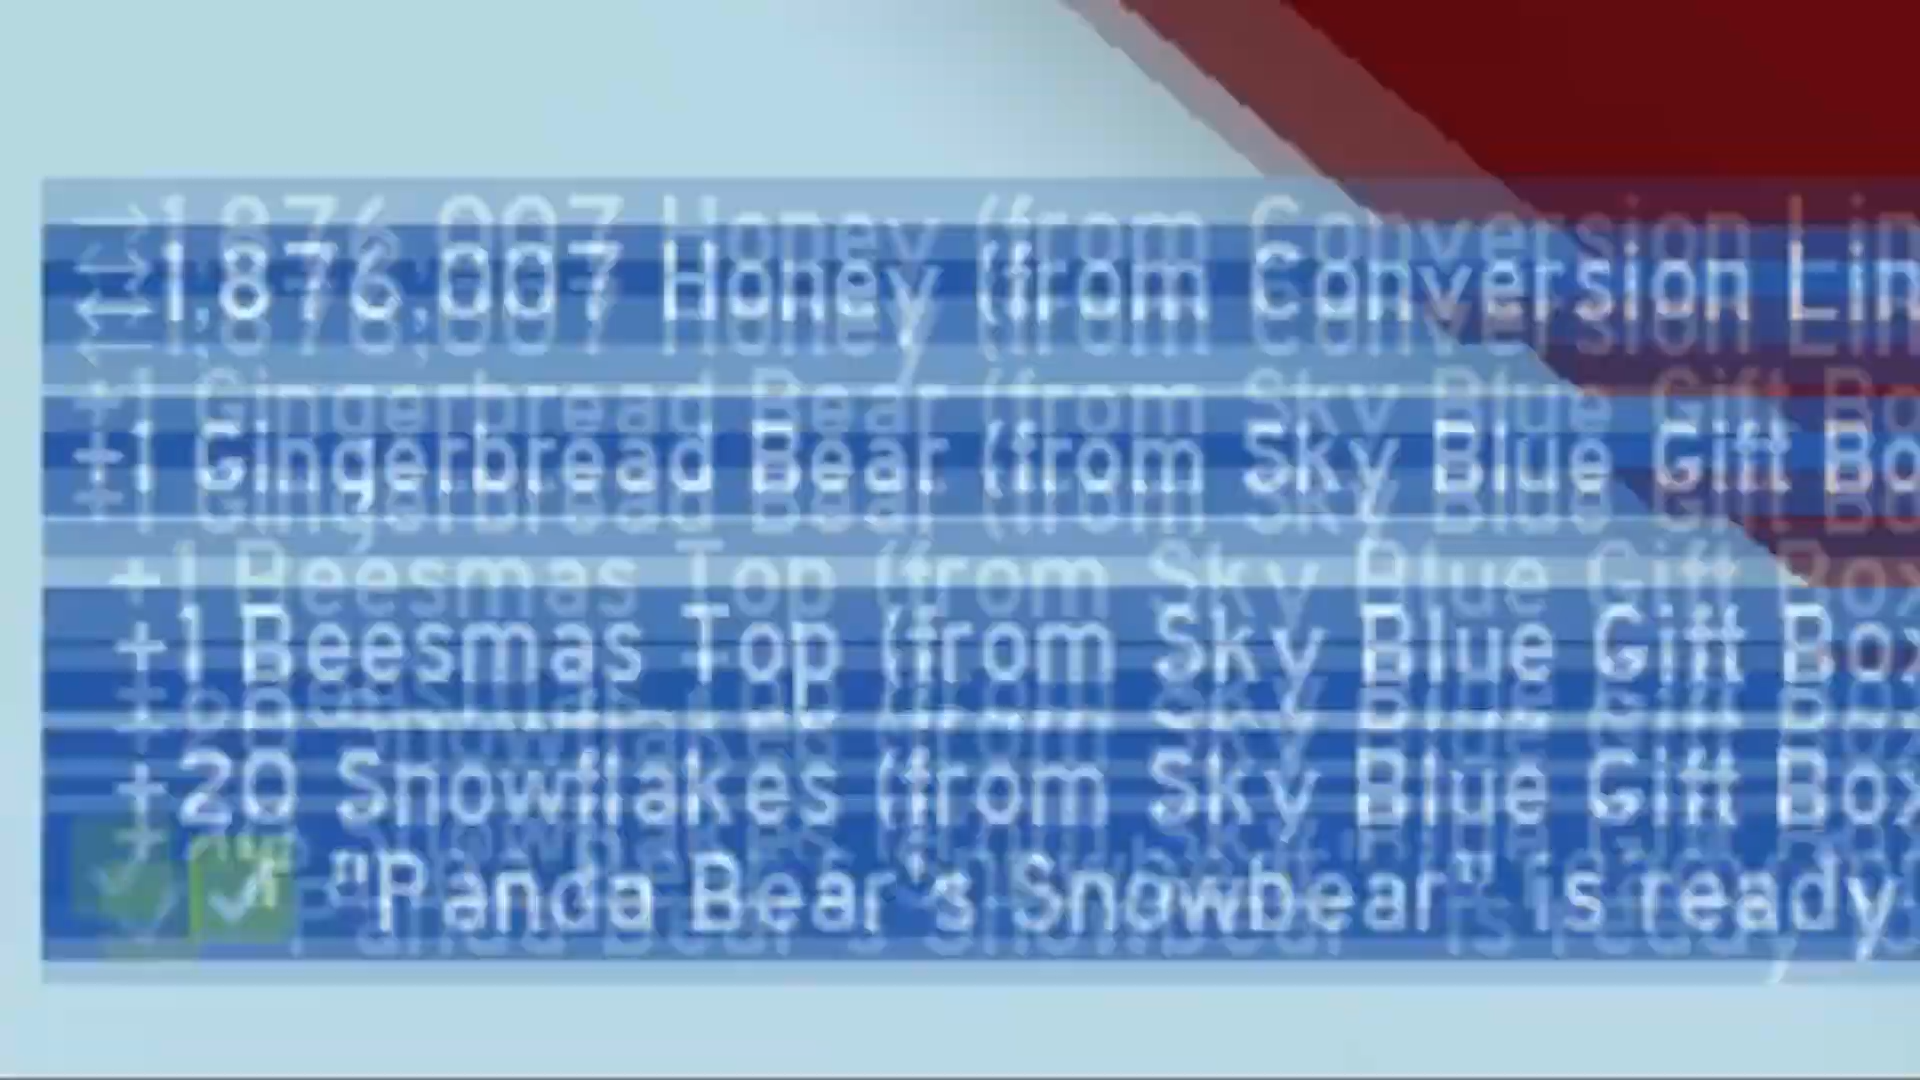 ⇆1,876,007 Honey (from Conversion Lin
+1 Gingerbread Bear (from Sky Blue Gift Bo
+1 Beesmas Top (from Sky Blue Gift Box
+20 Snowflakes (from Sky Blue Gift Box
✅ "Panda Bear's Snowbear" is ready